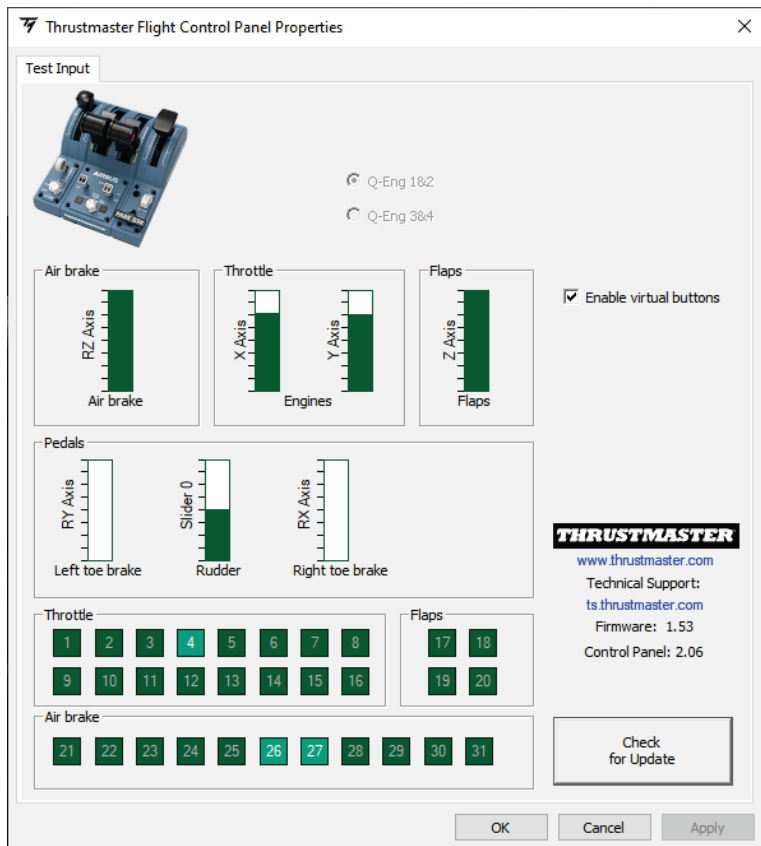 Thrustmaster Flight Control Panel Properties
Test Input
AIRBUS
PARK BRK
Q-Eng 1&2
Q-Eng 3&4
Air brake
RZ Axis
Air brake
Throttle
X Axis
Y Axis
Engines
Flaps
Z Axis
Flaps
Enable virtual buttons
Pedals
RY Axis
Left toe brake
Slider 0
Rudder
RX Axis
Right toe brake
THRUSTMASTER
www.thrustmaster.com
Technical Support:
ts.thrustmaster.com
Firmware: 1.53
Control Panel: 2.06
Throttle
1 2 3 4 5 6 7 8
9 10 11 12 13 14 15 16
Flaps
17 18
19 20
Air brake
21 22 23 24 25 26 27 28 29 30 31
Check
for Update
OK Cancel Apply